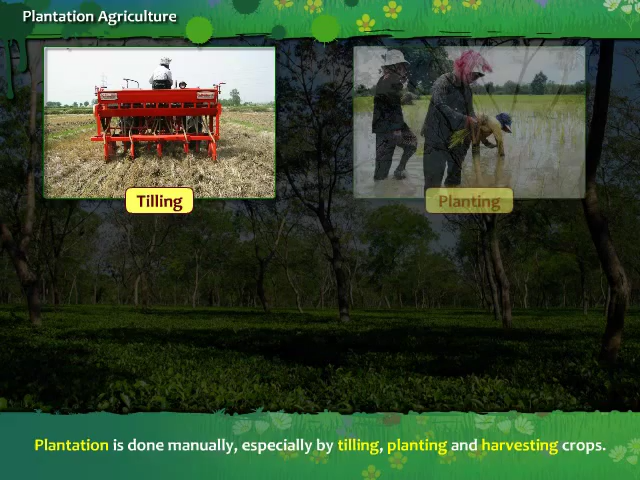 Plantation Agriculture
Tilling
Planting
Plantation is done manually, especially by tilling, planting and harvesting crops.